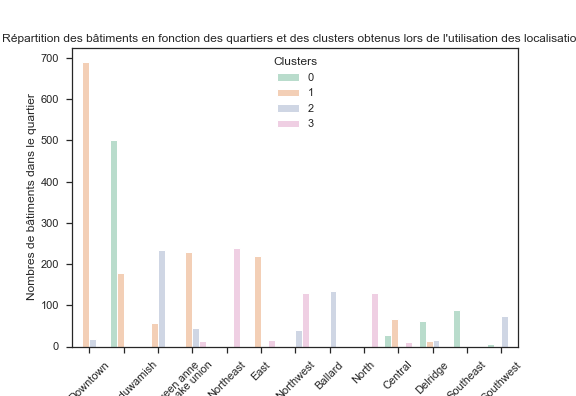 Répartition des bâtiments en fonction des quartiers et des clusters obtenus lors de l'utilisation des localisatio
Clusters
0
1
2
3
Nombres de bâtiments dans le quartier
700
600
500
400
300
200
100
0
Downtown
duwamish
een anne
ake union
Northeast
East
Northwest
Ballard
North
Central
Delridge
Southeast
Southwest